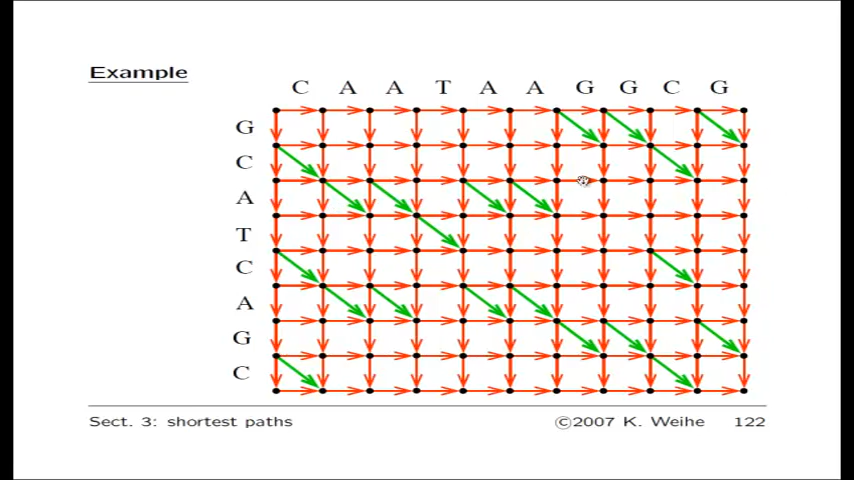 Example
C A A T A A G G C G
G
C
A
T
C
A
G
C
Sect. 3: shortest paths ©2007 K. Weihe 122